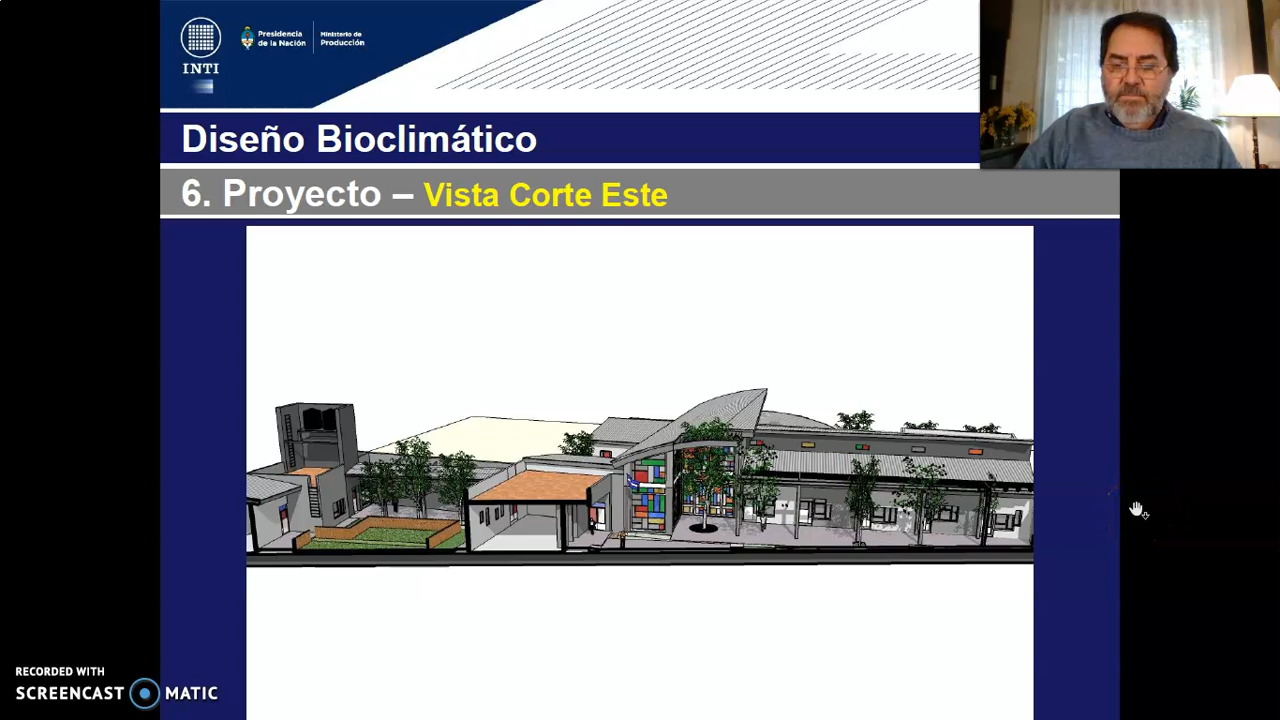 INTI
Presidencia
de la Nación
Ministerio de
Producción
Diseño Bioclimático
6. Proyecto – Vista Corte Este
RECORDED WITH
SCREENCAST MATIC